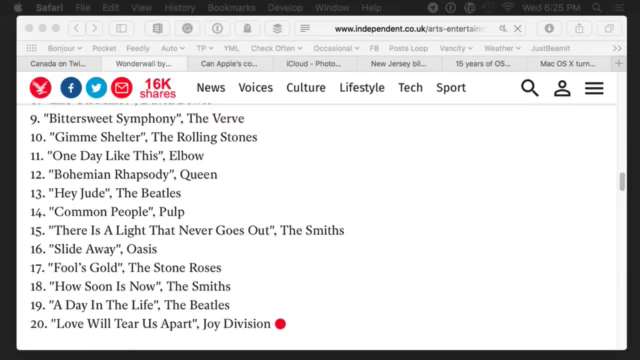 Safari File Edit View History Bookmarks Develop Window Help Wed 6:25 PM
www.independent.co.uk/arts-entertainm
Bonjour Pocket Feedly Availability TP YML Check Often Occasional FB Posts Loop Vancity Weather JustBeamIt
Canada on Twi... Wonderwall by... Can Apple's co... iCloud - Photo... New Jersey bil... 15 years of OS... Mac OS X turn...
16K shares News Voices Culture Lifestyle Tech Sport
9. "Bittersweet Symphony", The Verve
10. "Gimme Shelter", The Rolling Stones
11. "One Day Like This", Elbow
12. "Bohemian Rhapsody", Queen
13. "Hey Jude", The Beatles
14. "Common People", Pulp
15. "There Is A Light That Never Goes Out", The Smiths
16. "Slide Away", Oasis
17. "Fool's Gold", The Stone Roses
18. "How Soon Is Now", The Smiths
19. "A Day In The Life", The Beatles
20. "Love Will Tear Us Apart", Joy Division